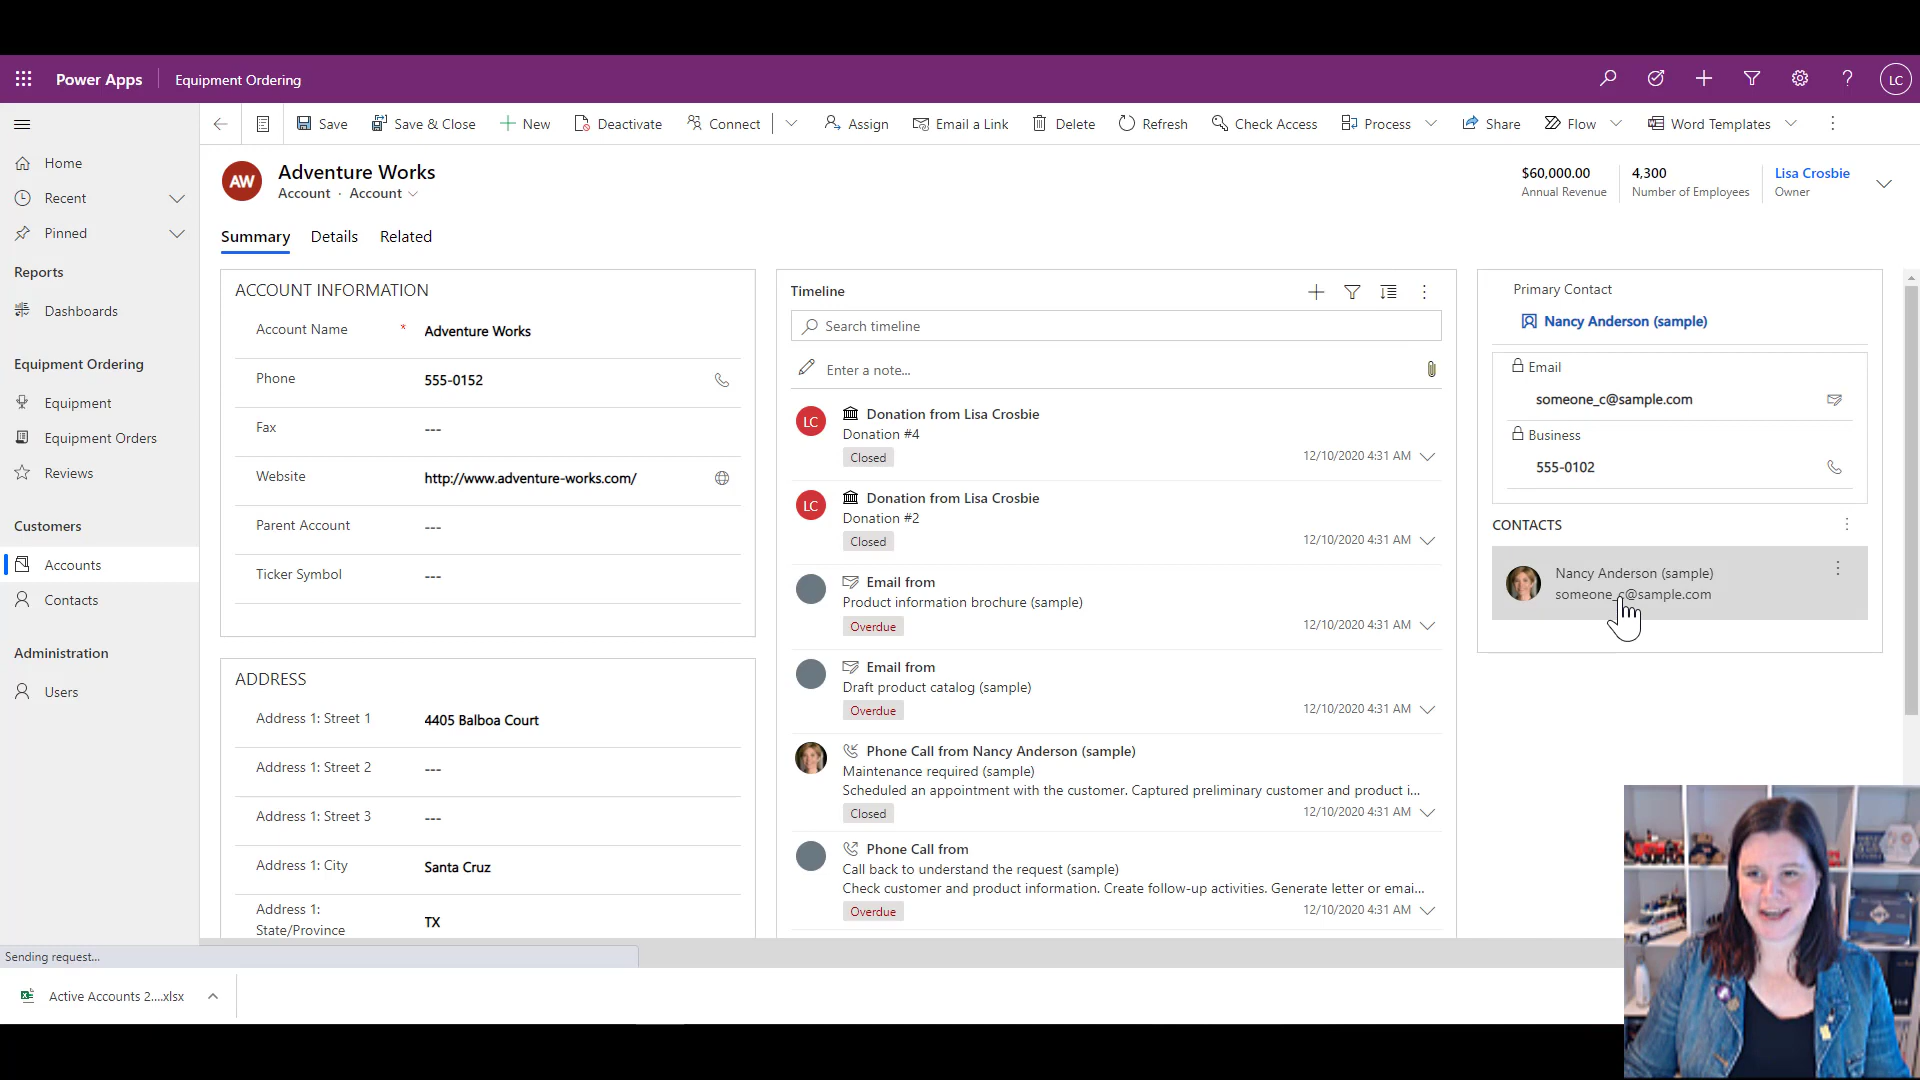 Power Apps
Equipment Ordering
LC
Save
Save & Close
New
Deactivate
Connect
Assign
Email a Link
Delete
Refresh
Check Access
Process
Share
Flow
Word Templates
Home
Recent
Pinned
Reports
Dashboards
Equipment Ordering
Equipment
Equipment Orders
Reviews
Customers
Accounts
Contacts
Administration
Users
AW
Adventure Works
Account · Account
$60,000.00
Annual Revenue
4,300
Number of Employees
Lisa Crosbie
Owner
Summary
Details
Related
ACCOUNT INFORMATION
Account Name * Adventure Works
Phone 555-0152
Fax ---
Website http://www.adventure-works.com/
Parent Account ---
Ticker Symbol ---
ADDRESS
Address 1: Street 1 4405 Balboa Court
Address 1: Street 2 ---
Address 1: Street 3 ---
Address 1: City Santa Cruz
Address 1:
State/Province TX
Timeline
Search timeline
Enter a note...
LC
Donation from Lisa Crosbie
Donation #4
Closed
12/10/2020 4:31 AM
LC
Donation from Lisa Crosbie
Donation #2
Closed
12/10/2020 4:31 AM
Email from
Product information brochure (sample)
Overdue
12/10/2020 4:31 AM
Email from
Draft product catalog (sample)
Overdue
12/10/2020 4:31 AM
Phone Call from Nancy Anderson (sample)
Maintenance required (sample)
Scheduled an appointment with the customer. Captured preliminary customer and product i...
Closed
12/10/2020 4:31 AM
Phone Call from
Call back to understand the request (sample)
Check customer and product information. Create follow-up activities. Generate letter or emai...
Overdue
12/10/2020 4:31 AM
Primary Contact
Nancy Anderson (sample)
Email
someone_c@sample.com
Business
555-0102
CONTACTS
Nancy Anderson (sample)
someone_c@sample.com
Sending request...
Active Accounts 2....xlsx